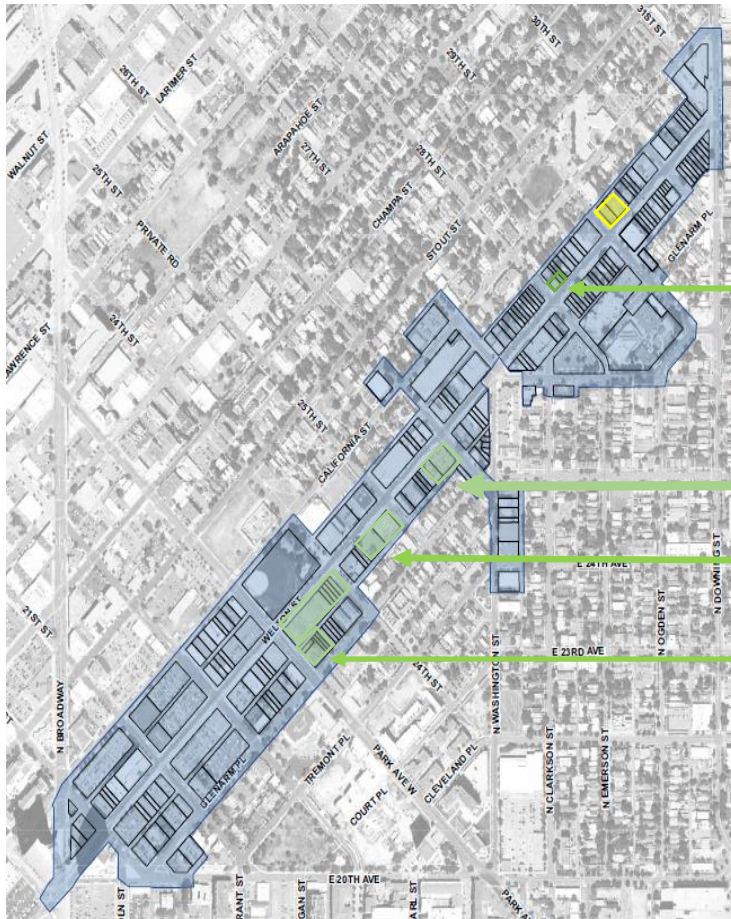 31ST ST
30TH ST
29TH ST
26TH ST
LARIMER ST
ARAPAHOE ST
WALNUT ST
27TH ST
28TH ST
25TH ST
CHAMPA ST
STOUT ST
PRIVATE RD
GLENARM PL
24TH ST
LAWRENCE ST
25TH ST
CALIFORNIA ST
E 24TH AVE
N DOWNING ST
21ST ST
WELTON ST
N OGDEN ST
E 23RD AVE
24TH ST
N WASHINGTON ST
N BROADWAY
TREMONT PL
PARK AVE W
CLEVELAND PL
GLENARM PL
COURT PL
N CLARKSON ST
N EMERSON ST
E 20TH AVE